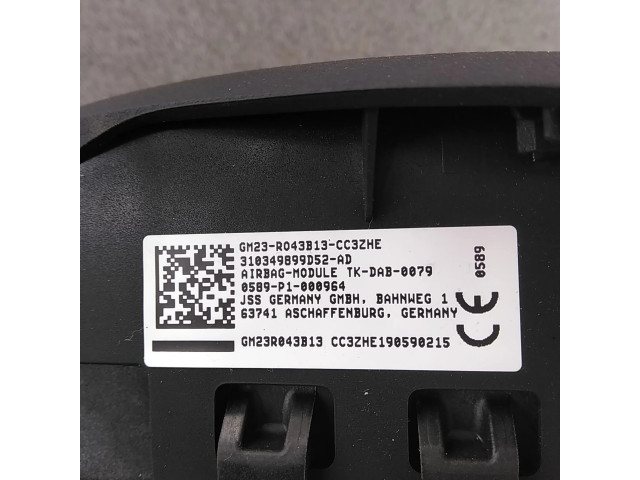 GM23-R043B13-CC3ZHE
310349899D52-AD
AIRBAG-MODULE TK-DAB-0079
0589-P1-000964
JSS GERMANY GMBH, BAHNWEG 1
63741 ASCHAFFENBURG, GERMANY
GM23R043B13 CC3ZHE190590215
CE
0589